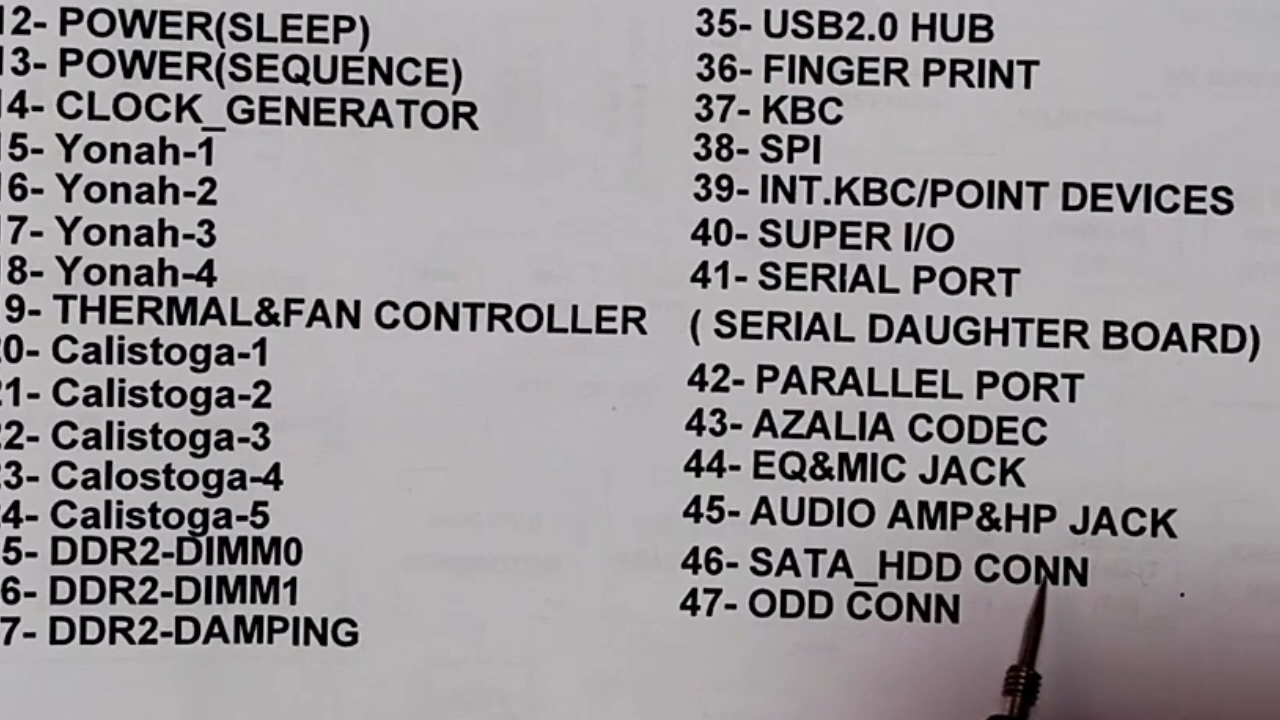 12- POWER(SLEEP)
13- POWER(SEQUENCE)
14- CLOCK_GENERATOR
15- Yonah-1
16- Yonah-2
17- Yonah-3
18- Yonah-4
9- THERMAL&FAN CONTROLLER
20- Calistoga-1
21- Calistoga-2
22- Calistoga-3
23- Calostoga-4
24- Calistoga-5
5- DDR2-DIMM0
6- DDR2-DIMM1
7- DDR2-DAMPING
35- USB2.0 HUB
36- FINGER PRINT
37- KBC
38- SPI
39- INT.KBC/POINT DEVICES
40- SUPER I/O
41- SERIAL PORT
( SERIAL DAUGHTER BOARD)
42- PARALLEL PORT
43- AZALIA CODEC
44- EQ&MIC JACK
45- AUDIO AMP&HP JACK
46- SATA_HDD CONN
47- ODD CONN